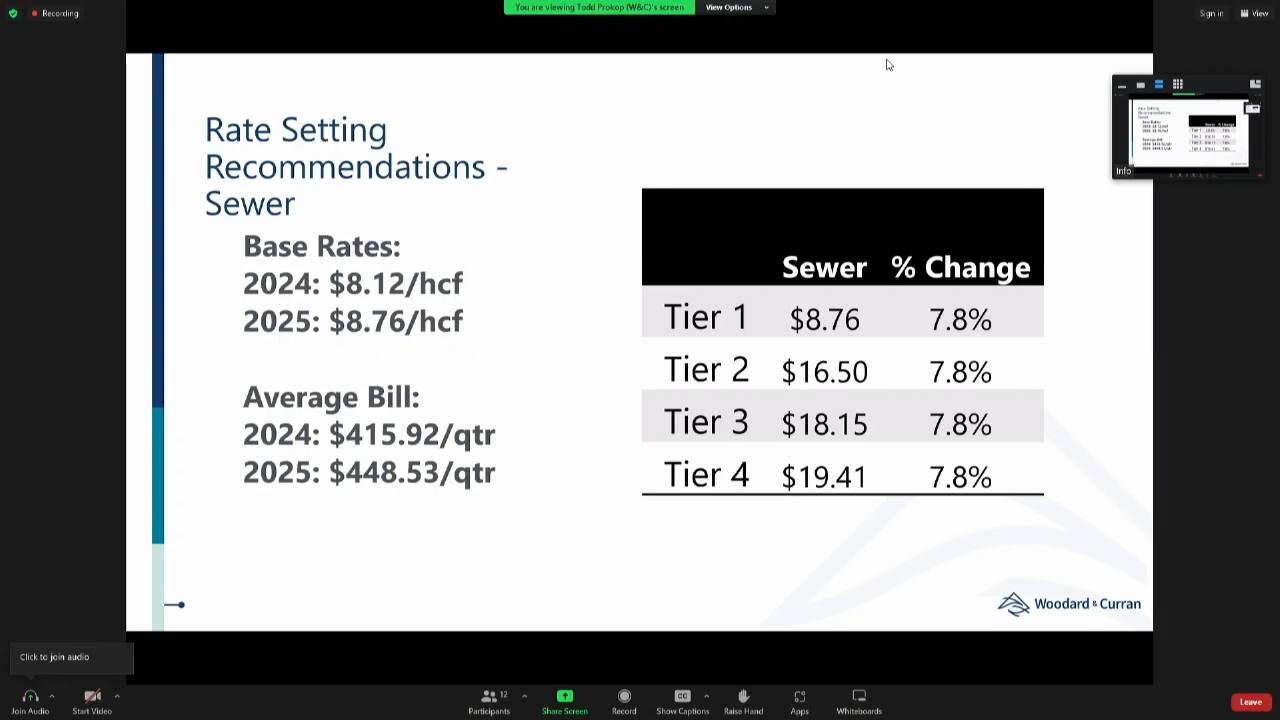 Recording
You are viewing Todd Prokop (W&C)'s screen
View Options
Sign in
View
Rate Setting
Recommendations -
Sewer
Base Rates:
2024: $8.12/hcf
2025: $8.76/hcf
Average Bill:
2024: $415.92/qtr
2025: $448.53/qtr
Sewer % Change
Tier 1 $8.76 7.8%
Tier 2 $16.50 7.8%
Tier 3 $18.15 7.8%
Tier 4 $19.41 7.8%
Woodard & Curran
Info
Click to join audio
Join Audio
Start Video
Participants 12
Share Screen
Record
CC
Show Captions
Raise Hand
Apps
Whiteboards
Leave